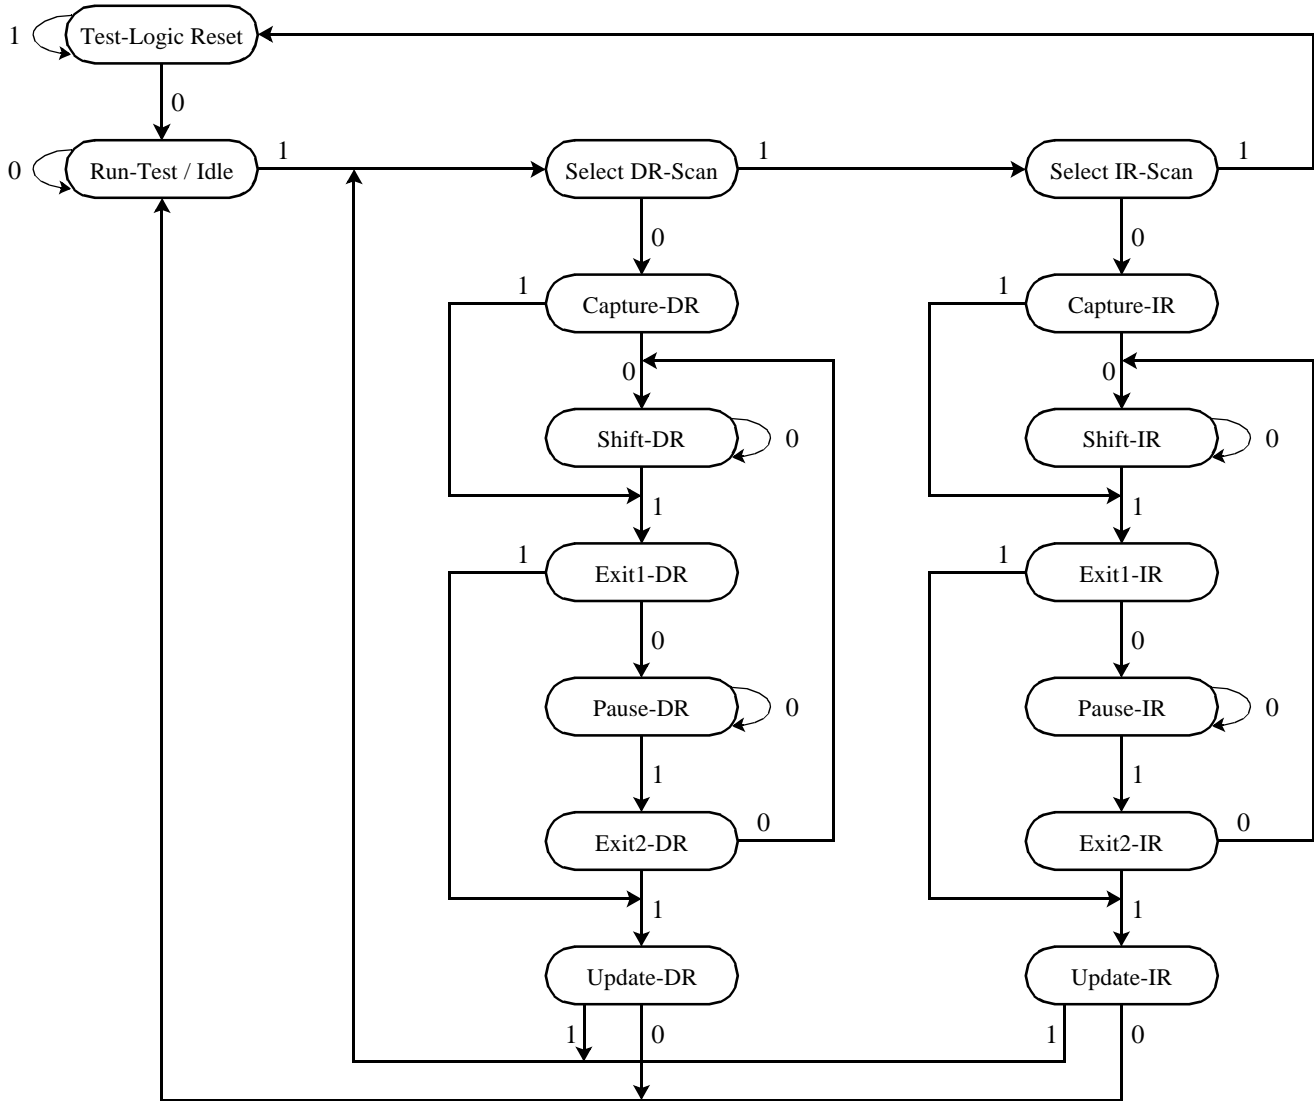 1 Test-Logic Reset
0
0 Run-Test / Idle 1 Select DR-Scan 1 Select IR-Scan 1
0 0
1 Capture-DR 1 Capture-IR
0 0
Shift-DR 0 Shift-IR 0
1 1
1 Exit1-DR 1 Exit1-IR
0 0
Pause-DR 0 Pause-IR 0
1 1
Exit2-DR 0 Exit2-IR 0
1 1
Update-DR Update-IR
1 0 1 0